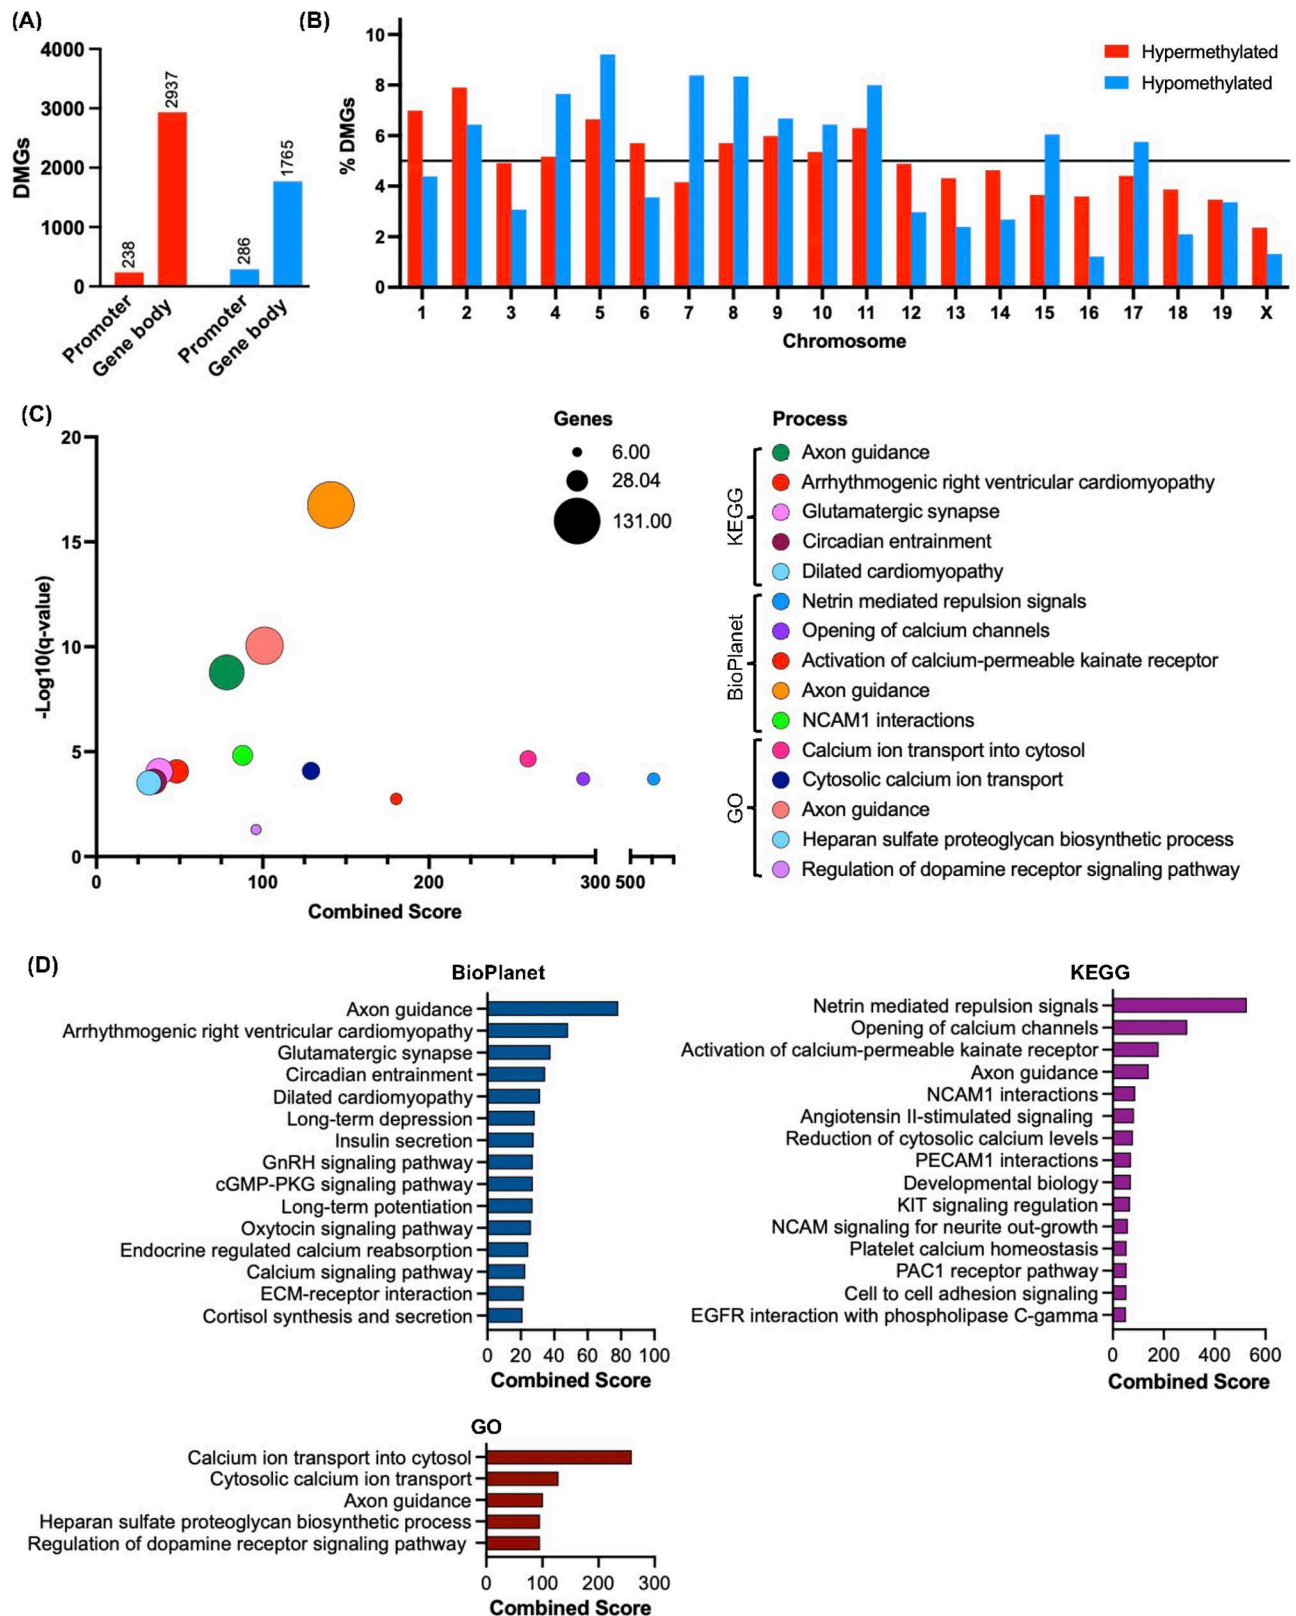 (A)
4000
3000
2000
1000
0
DMGs
238
2937
286
1765
Promoter
Gene body
Promoter
Gene body
(B)
10
8
6
4
2
0
% DMGs
Hypermethylated
Hypomethylated
1 2 3 4 5 6 7 8 9 10 11 12 13 14 15 16 17 18 19 X
Chromosome
(C)
20
15
10
5
0
-Log10(q-value)
0 100 200 300 500
Combined Score
Genes
6.00
28.04
131.00
Process
KEGG
Axon guidance
Arrhythmogenic right ventricular cardiomyopathy
Glutamatergic synapse
Circadian entrainment
Dilated cardiomyopathy
BioPlanet
Netrin mediated repulsion signals
Opening of calcium channels
Activation of calcium-permeable kainate receptor
Axon guidance
NCAM1 interactions
GO
Calcium ion transport into cytosol
Cytosolic calcium ion transport
Axon guidance
Heparan sulfate proteoglycan biosynthetic process
Regulation of dopamine receptor signaling pathway
(D)
BioPlanet
Axon guidance
Arrhythmogenic right ventricular cardiomyopathy
Glutamatergic synapse
Circadian entrainment
Dilated cardiomyopathy
Long-term depression
Insulin secretion
GnRH signaling pathway
cGMP-PKG signaling pathway
Long-term potentiation
Oxytocin signaling pathway
Endocrine regulated calcium reabsorption
Calcium signaling pathway
ECM-receptor interaction
Cortisol synthesis and secretion
0 20 40 60 80 100
Combined Score
KEGG
Netrin mediated repulsion signals
Opening of calcium channels
Activation of calcium-permeable kainate receptor
Axon guidance
NCAM1 interactions
Angiotensin II-stimulated signaling
Reduction of cytosolic calcium levels
PECAM1 interactions
Developmental biology
KIT signaling regulation
NCAM signaling for neurite out-growth
Platelet calcium homeostasis
PAC1 receptor pathway
Cell to cell adhesion signaling
EGFR interaction with phospholipase C-gamma
0 200 400 600
Combined Score
GO
Calcium ion transport into cytosol
Cytosolic calcium ion transport
Axon guidance
Heparan sulfate proteoglycan biosynthetic process
Regulation of dopamine receptor signaling pathway
0 100 200 300
Combined Score